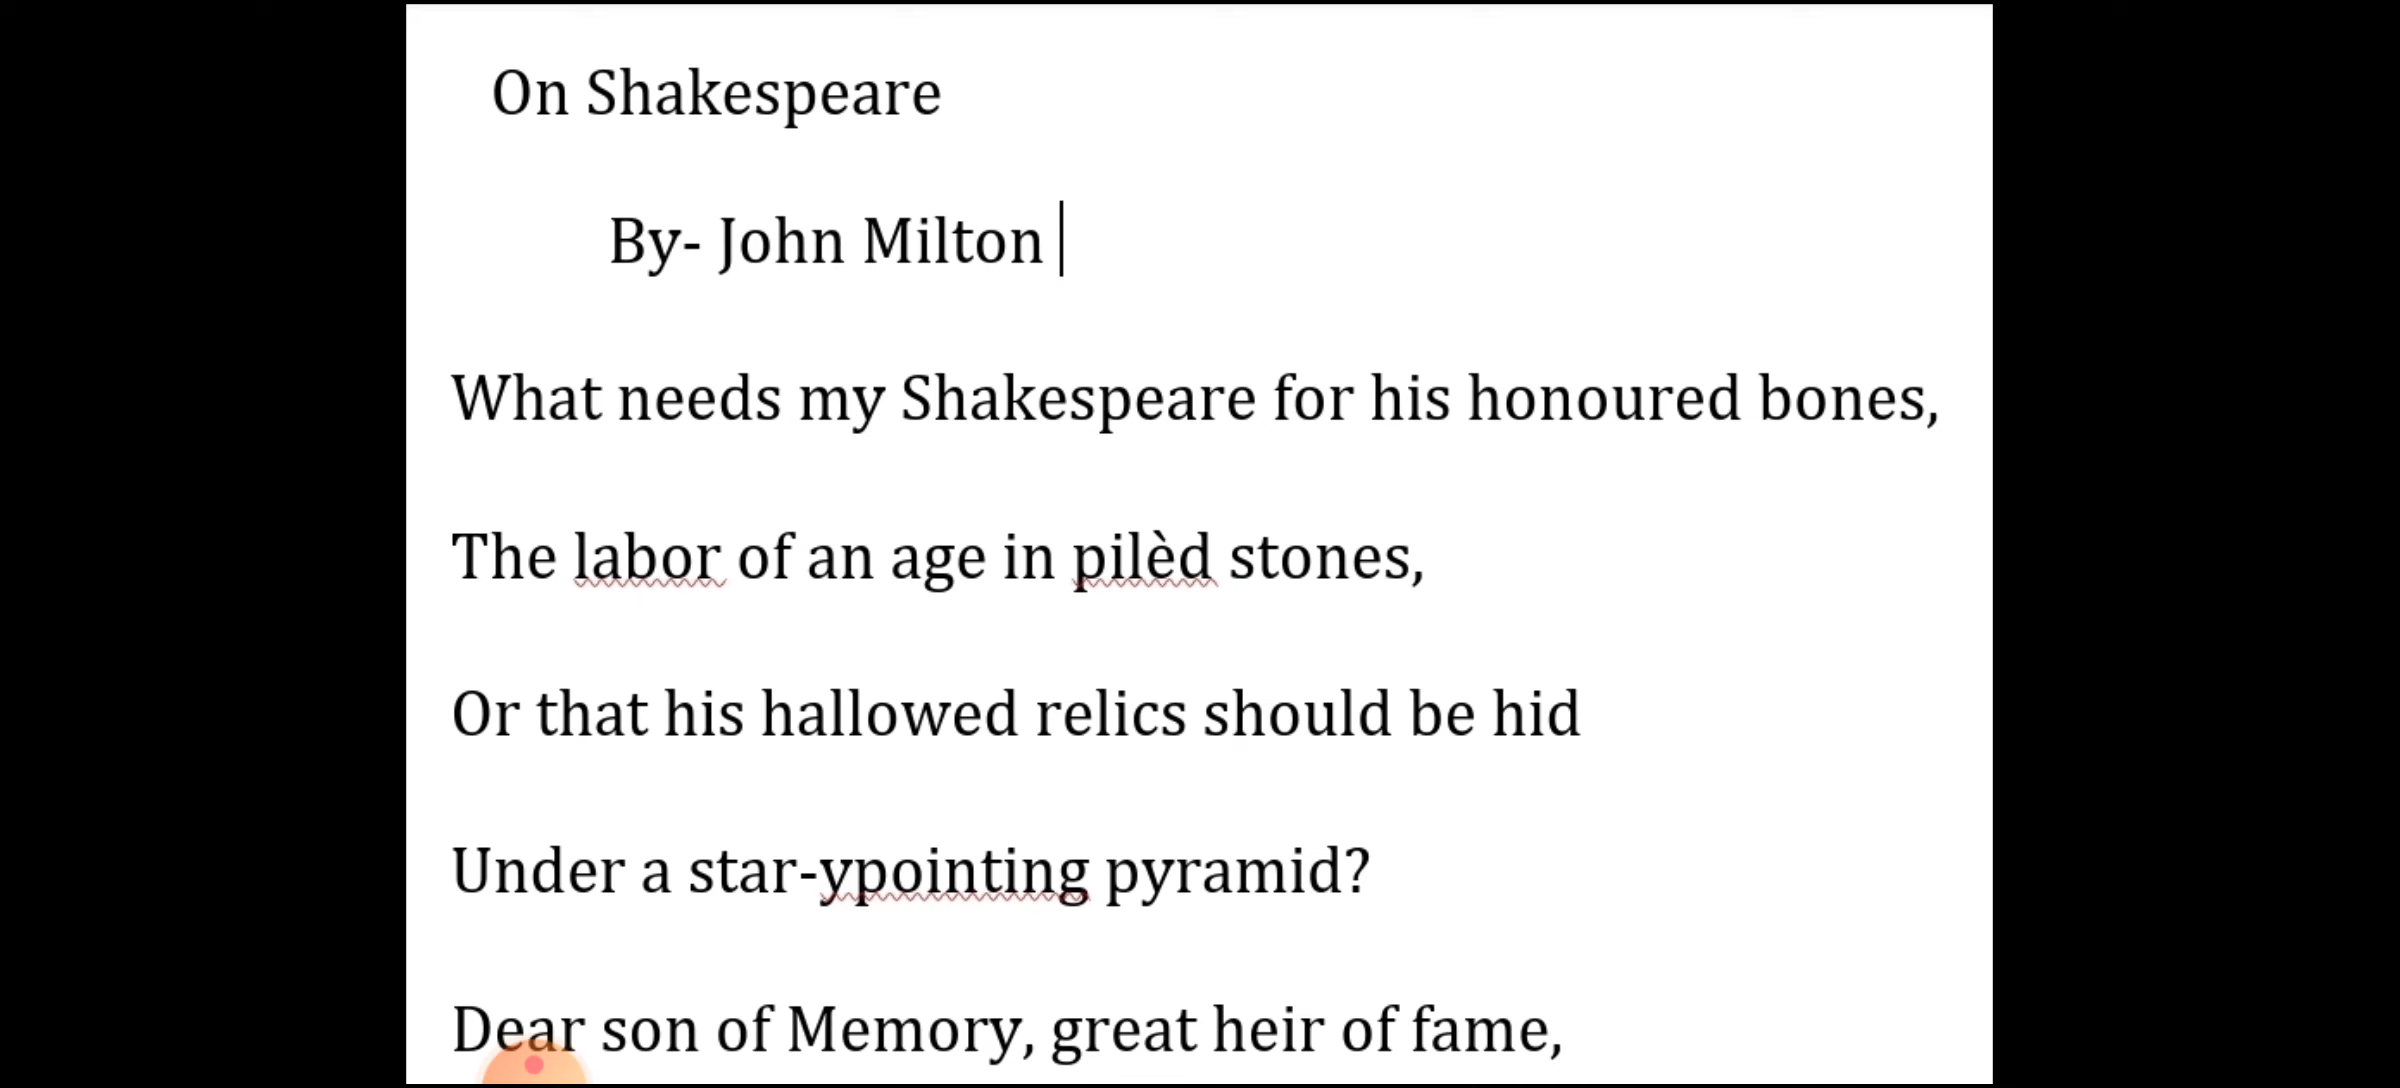 On Shakespeare
By- John Milton
What needs my Shakespeare for his honoured bones,
The labor of an age in pilèd stones,
Or that his hallowed relics should be hid
Under a star-ypointing pyramid?
Dear son of Memory, great heir of fame,